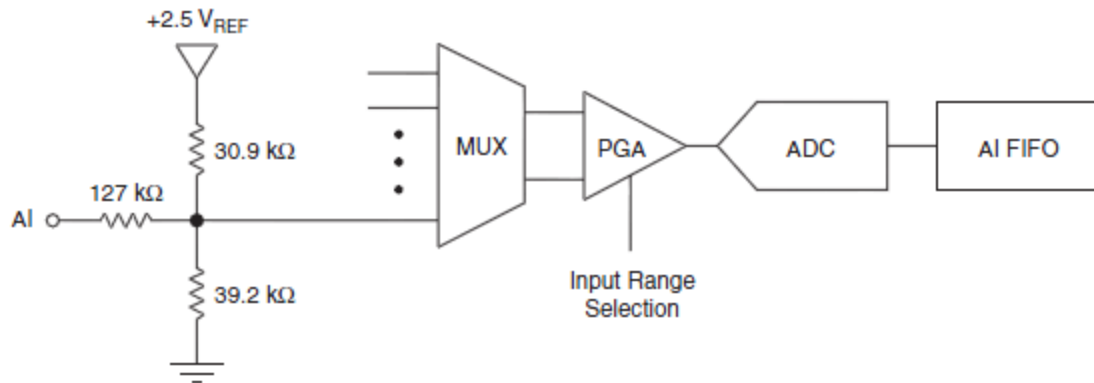 +2.5 VREF
30.9 kΩ
127 kΩ
AI
39.2 kΩ
MUX
PGA
ADC
AI FIFO
Input Range
Selection